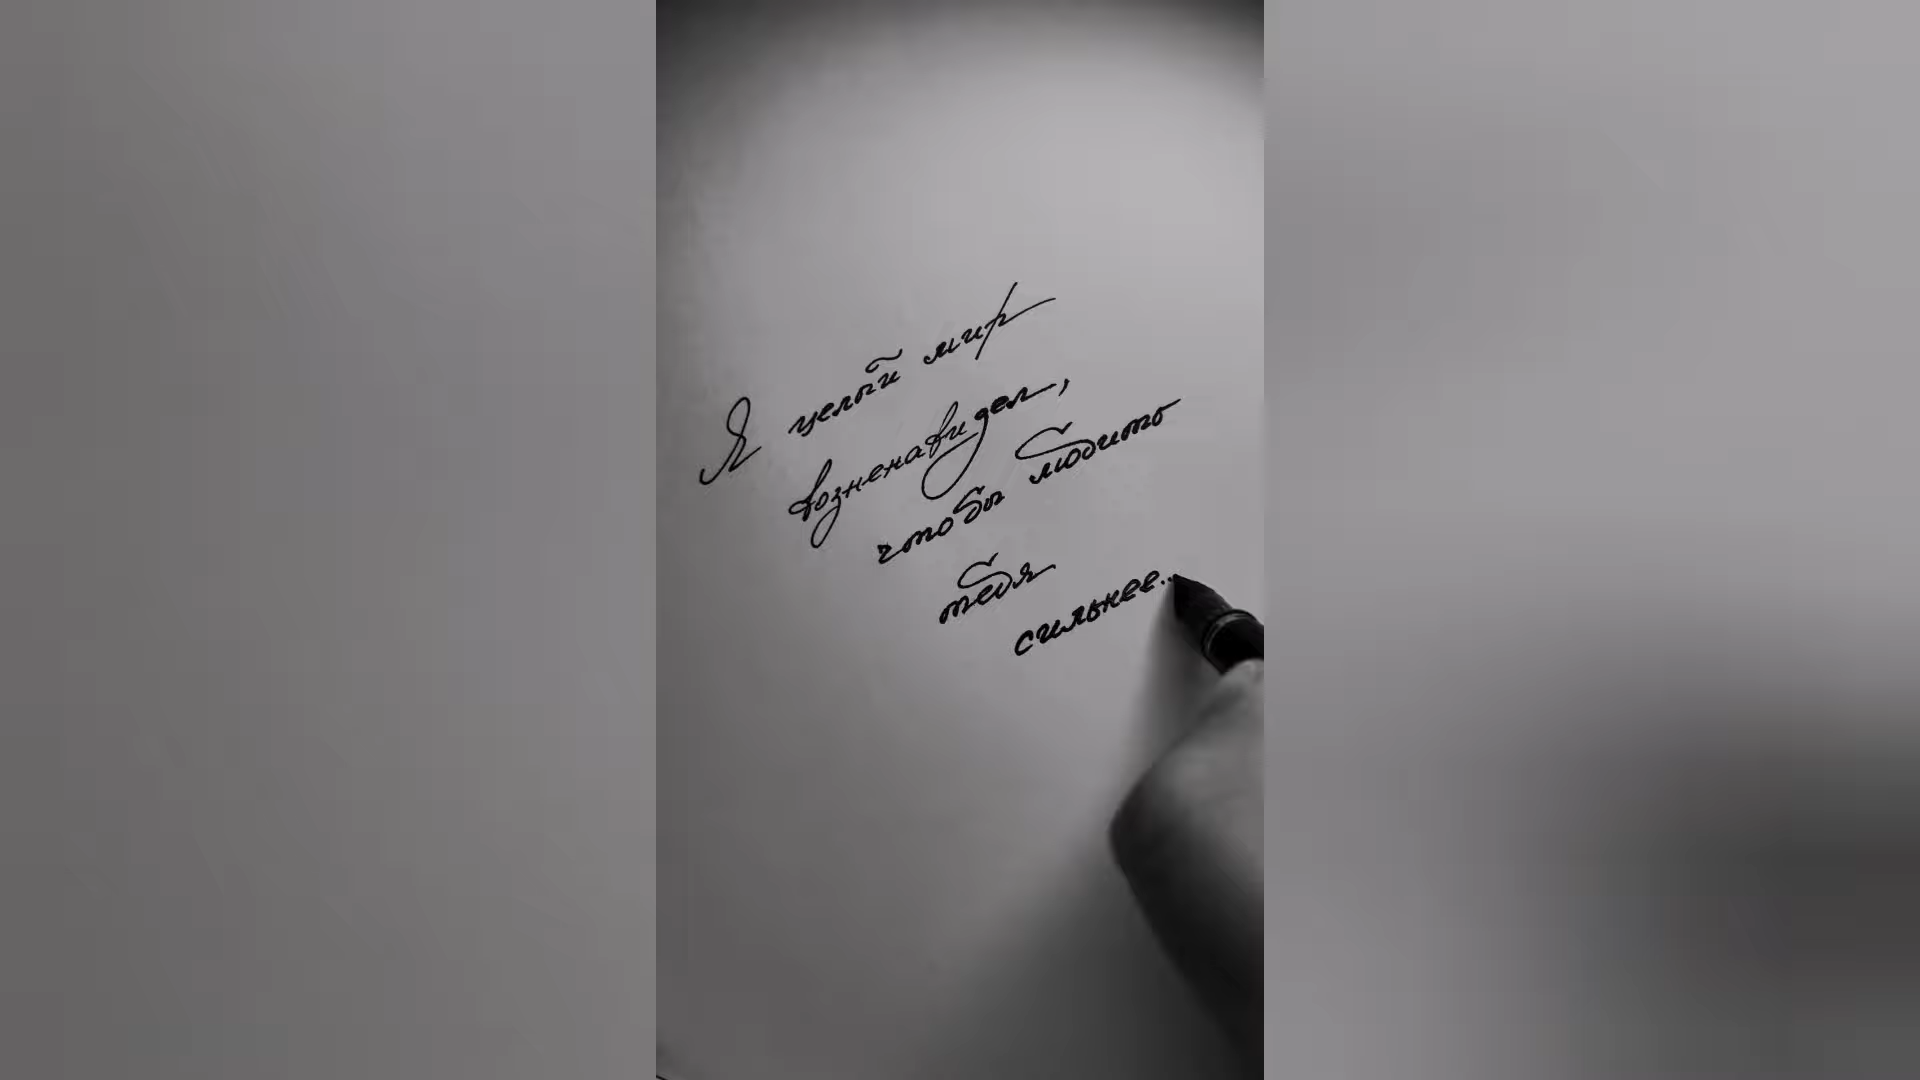 Я целый мир
возненавидел,
чтобы любить
тебя
сильнее..